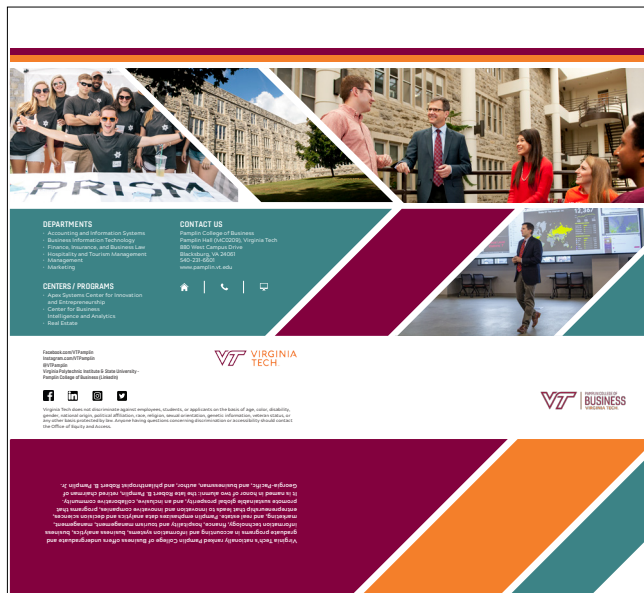 PRISM
12,367
DEPARTMENTS
· Accounting and Information Systems
· Business Information Technology
· Finance, Insurance, and Business Law
· Hospitality and Tourism Management
· Management
· Marketing
CENTERS / PROGRAMS
· Apex Systems Center for Innovation
and Entrepreneurship
· Center for Business
Intelligence and Analytics
· Real Estate
CONTACT US
Pamplin College of Business
Pamplin Hall (MC0209), Virginia Tech
880 West Campus Drive
Blacksburg, VA 24061
540-231-6601
www.pamplin.vt.edu
Facebook.com/VTPamplin
Instagram.com/VTPamplin
@VTPamplin
Virginia Polytechnic Institute & State University -
Pamplin College of Business (LinkedIn)
VT VIRGINIA
TECH
Virginia Tech does not discriminate against employees, students, or applicants on the basis of age, color, disability,
gender, national origin, political affiliation, race, religion, sexual orientation, genetic information, veteran status, or
any other basis protected by law. Anyone having questions concerning discrimination or accessibility should contact
the Office of Equity and Access.
VT PAMPLIN COLLEGE OF
BUSINESS
VIRGINIA TECH
Virginia Tech's nationally ranked Pamplin College of Business offers undergraduate and
graduate programs in accounting and information systems, business analytics, business
information technology, finance, hospitality and tourism management, management,
marketing, and real estate. Pamplin emphasizes data analytics and decision sciences,
entrepreneurship that leads to innovation and innovative companies, programs that
promote sustainable global prosperity, and an inclusive, collaborative community.
It is named in honor of two alumni: the late Robert B. Pamplin, retired chairman of
Georgia-Pacific, and businessman, author, and philanthropist Robert B. Pamplin Jr.